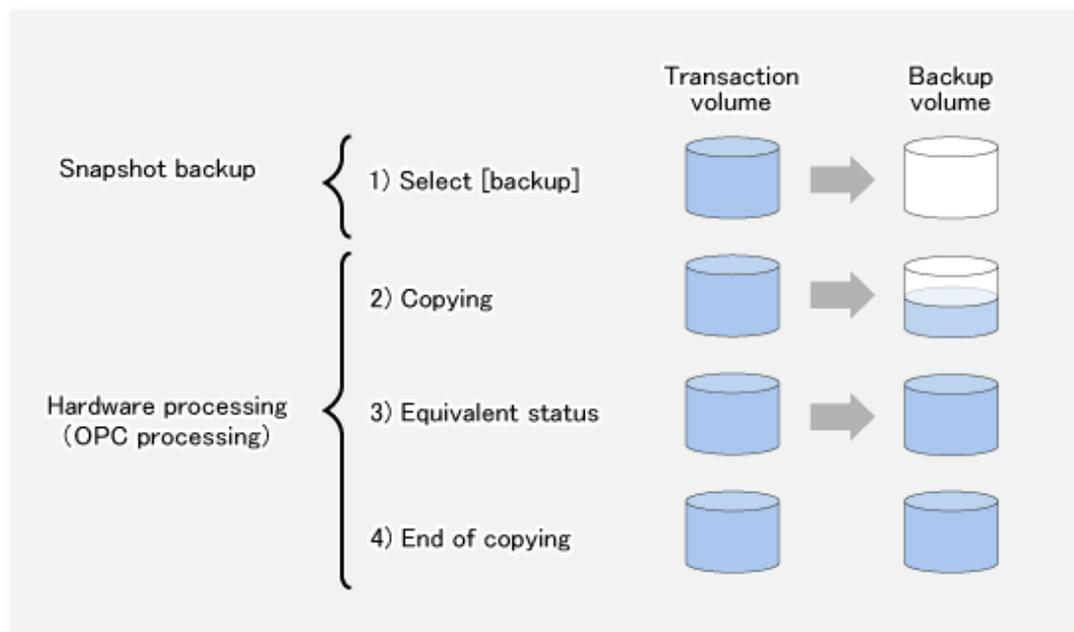 Transaction
volume
Backup
volume
Snapshot backup
1) Select [backup]
2) Copying
Hardware processing
(OPC processing)
3) Equivalent status
4) End of copying